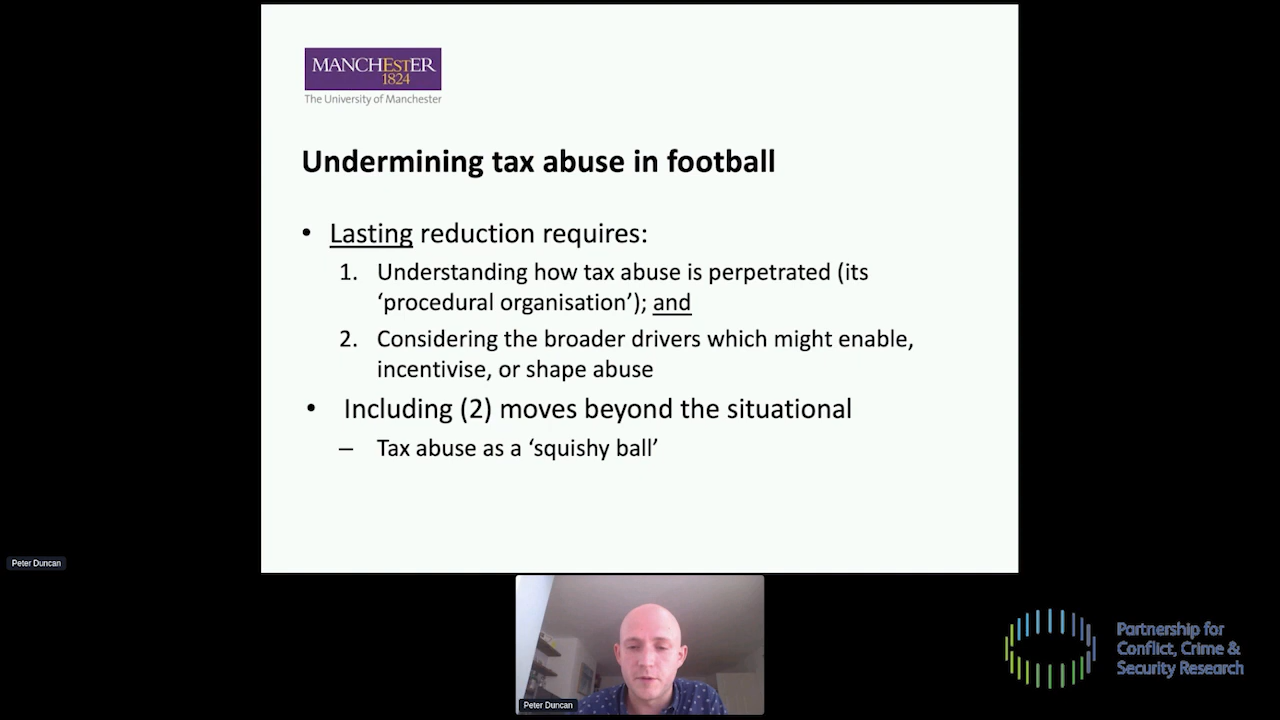 MANCHESTER
1824
The University of Manchester
Undermining tax abuse in football
• Lasting reduction requires:
1. Understanding how tax abuse is perpetrated (its
‘procedural organisation’); and
2. Considering the broader drivers which might enable,
incentivise, or shape abuse
• Including (2) moves beyond the situational
– Tax abuse as a ‘squishy ball’
Peter Duncan
Peter Duncan
Partnership for
Conflict, Crime &
Security Research